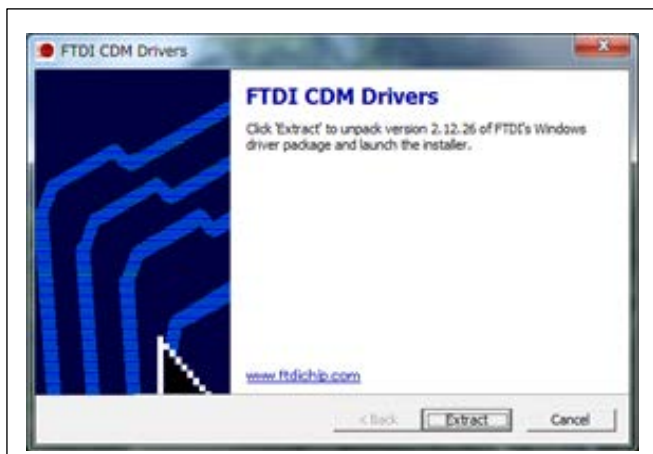 FTDI CDM Drivers
FTDI CDM Drivers
Click 'Extract' to unpack version 2.12.26 of FTDI's Windows
driver package and launch the installer.
www.ftdichip.com
< Back
Extract
Cancel